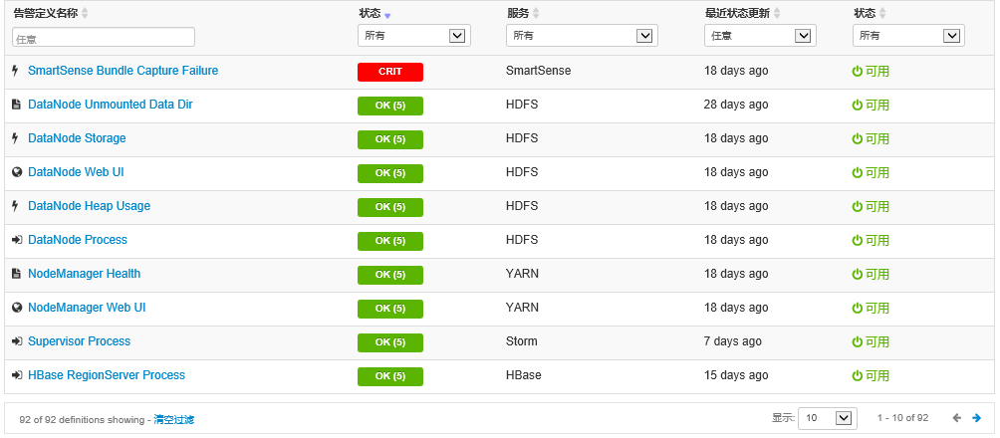 告警定义名称 状态 服务 最近状态更新 状态
任意 所有 所有 任意 所有
SmartSense Bundle Capture Failure CRIT SmartSense 18 days ago 可用
DataNode Unmounted Data Dir OK (5) HDFS 28 days ago 可用
DataNode Storage OK (5) HDFS 18 days ago 可用
DataNode Web UI OK (5) HDFS 18 days ago 可用
DataNode Heap Usage OK (5) HDFS 18 days ago 可用
DataNode Process OK (5) HDFS 18 days ago 可用
NodeManager Health OK (5) YARN 18 days ago 可用
NodeManager Web UI OK (5) YARN 18 days ago 可用
Supervisor Process OK (5) Storm 7 days ago 可用
HBase RegionServer Process OK (5) HBase 15 days ago 可用
92 of 92 definitions showing - 清空过滤 显示: 10 1 - 10 of 92